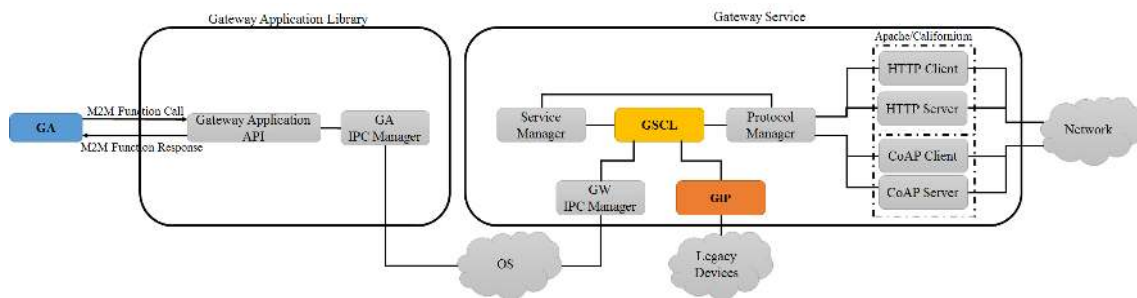 Gateway Application Library
Gateway Service
Apache/Californium
HTTP Client
M2M Function Call
GA
GA
IPC Manager
Gateway Application
API
M2M Function Response
Service
Manager
GSCL
Protocol
Manager
HTTP Server
Network
CoAP Client
CoAP Server
GW
IPC Manager
GIP
OS
Legacy
Devices